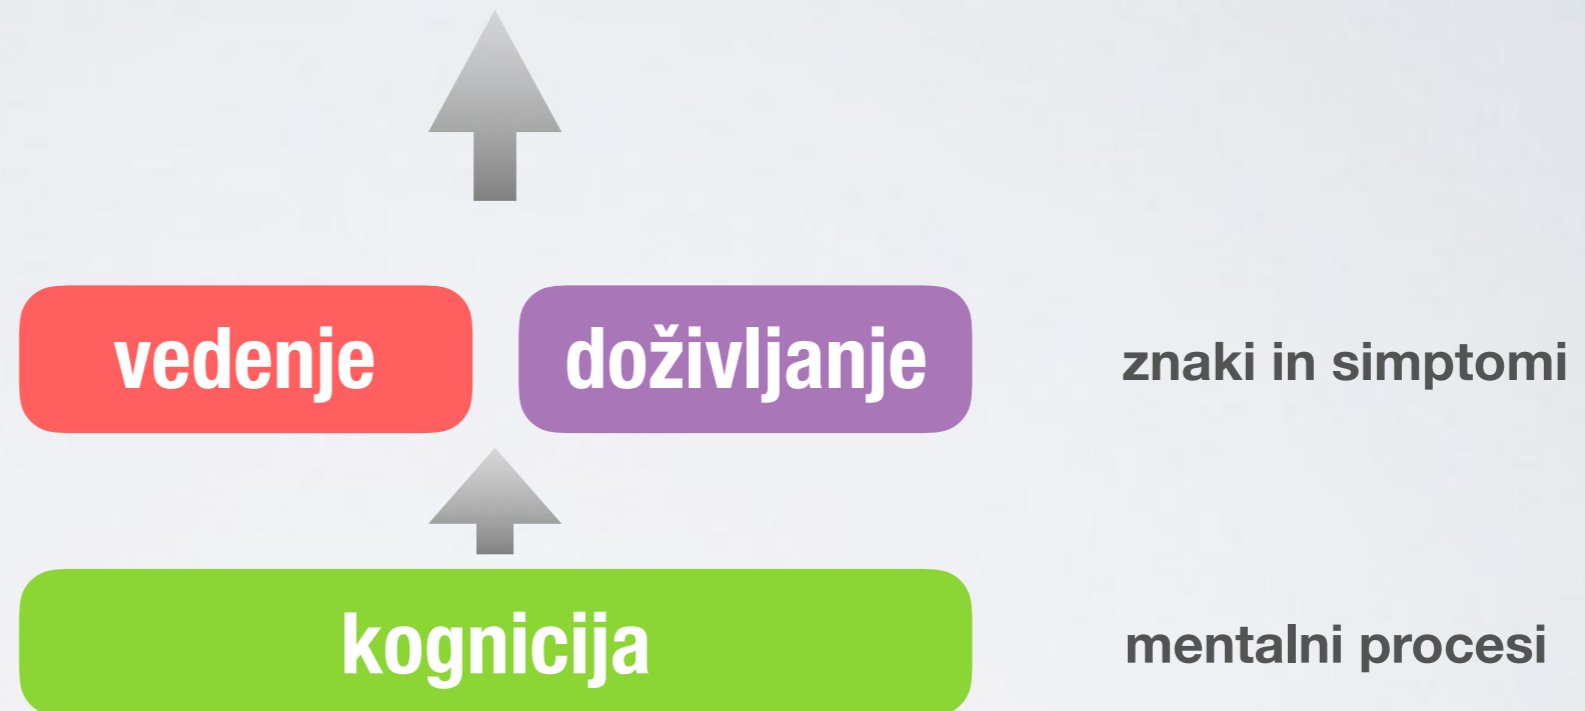 vedenje
doživljanje
znaki in simptomi
kognicija
mentalni procesi